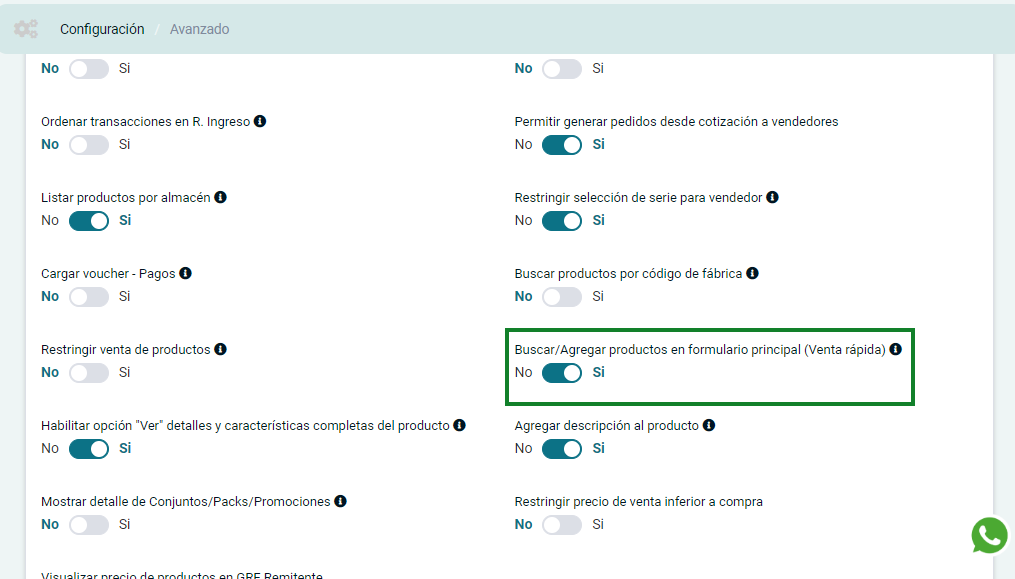 Configuración / Avanzado
No Si
No Si
Ordenar transacciones en R. Ingreso
No Si
Permitir generar pedidos desde cotización a vendedores
No Si
Listar productos por almacén
No Si
Restringir selección de serie para vendedor
No Si
Cargar voucher - Pagos
No Si
Buscar productos por código de fábrica
No Si
Restringir venta de productos
No Si
Buscar/Agregar productos en formulario principal (Venta rápida)
No Si
Habilitar opción "Ver" detalles y características completas del producto
No Si
Agregar descripción al producto
No Si
Mostrar detalle de Conjuntos/Packs/Promociones
No Si
Restringir precio de venta inferior a compra
No Si
Visualizar precio de productos en GRE Remitente